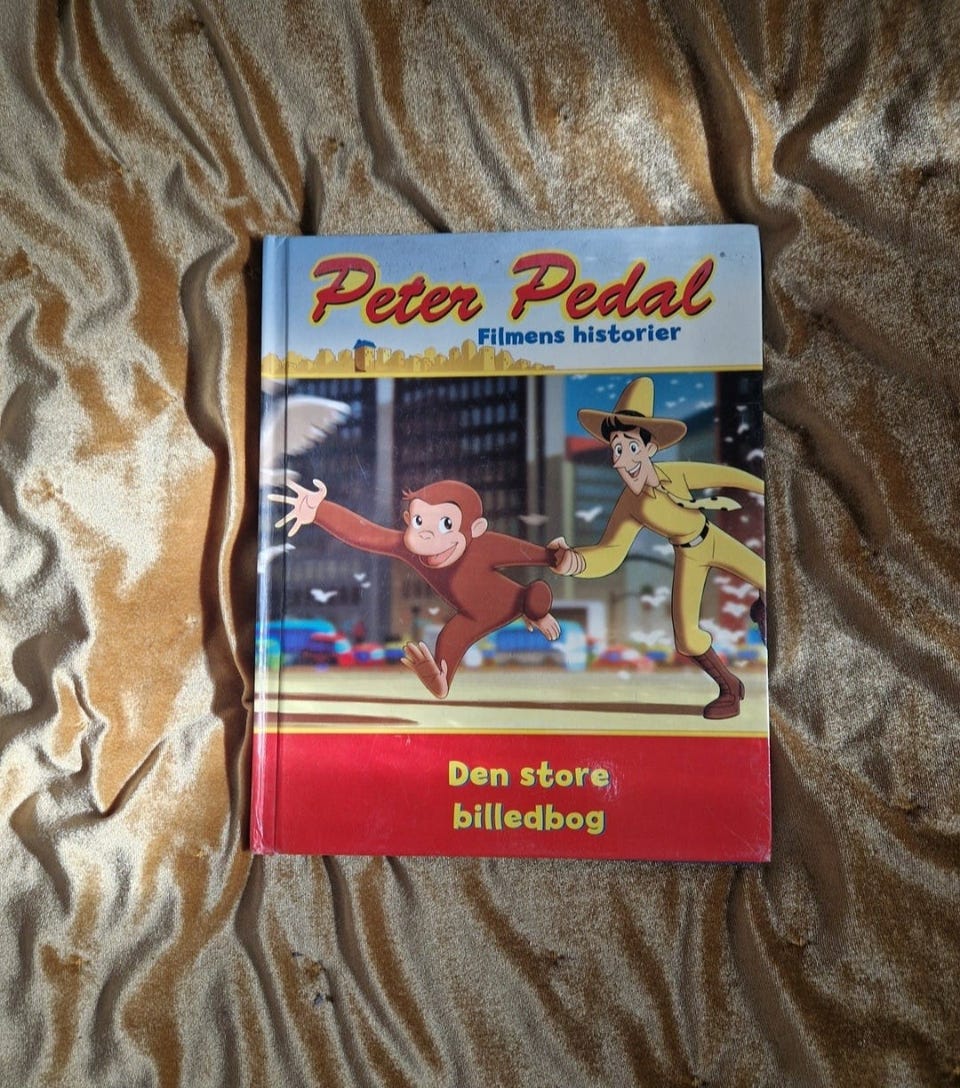 Peter Pedal
Filmens historier
Den store
billedbog